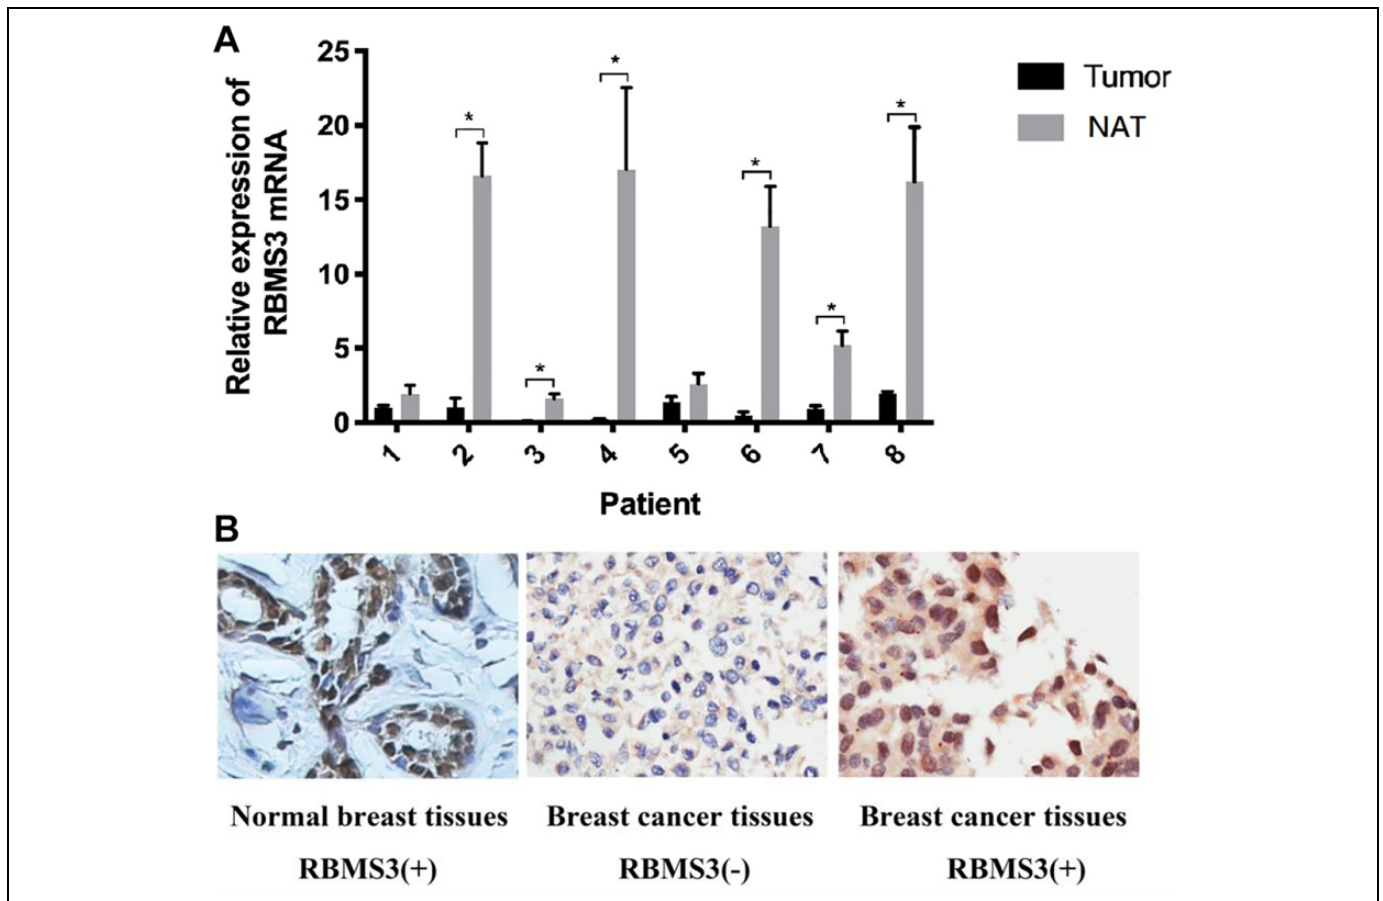 A
Relative expression of
RBMS3 mRNA
25
20
15
10
5
0
*
*
*
*
*
*
Tumor
NAT
1 2 3 4 5 6 7 8
Patient
B
Normal breast tissues
RBMS3(+)
Breast cancer tissues
RBMS3(-)
Breast cancer tissues
RBMS3(+)